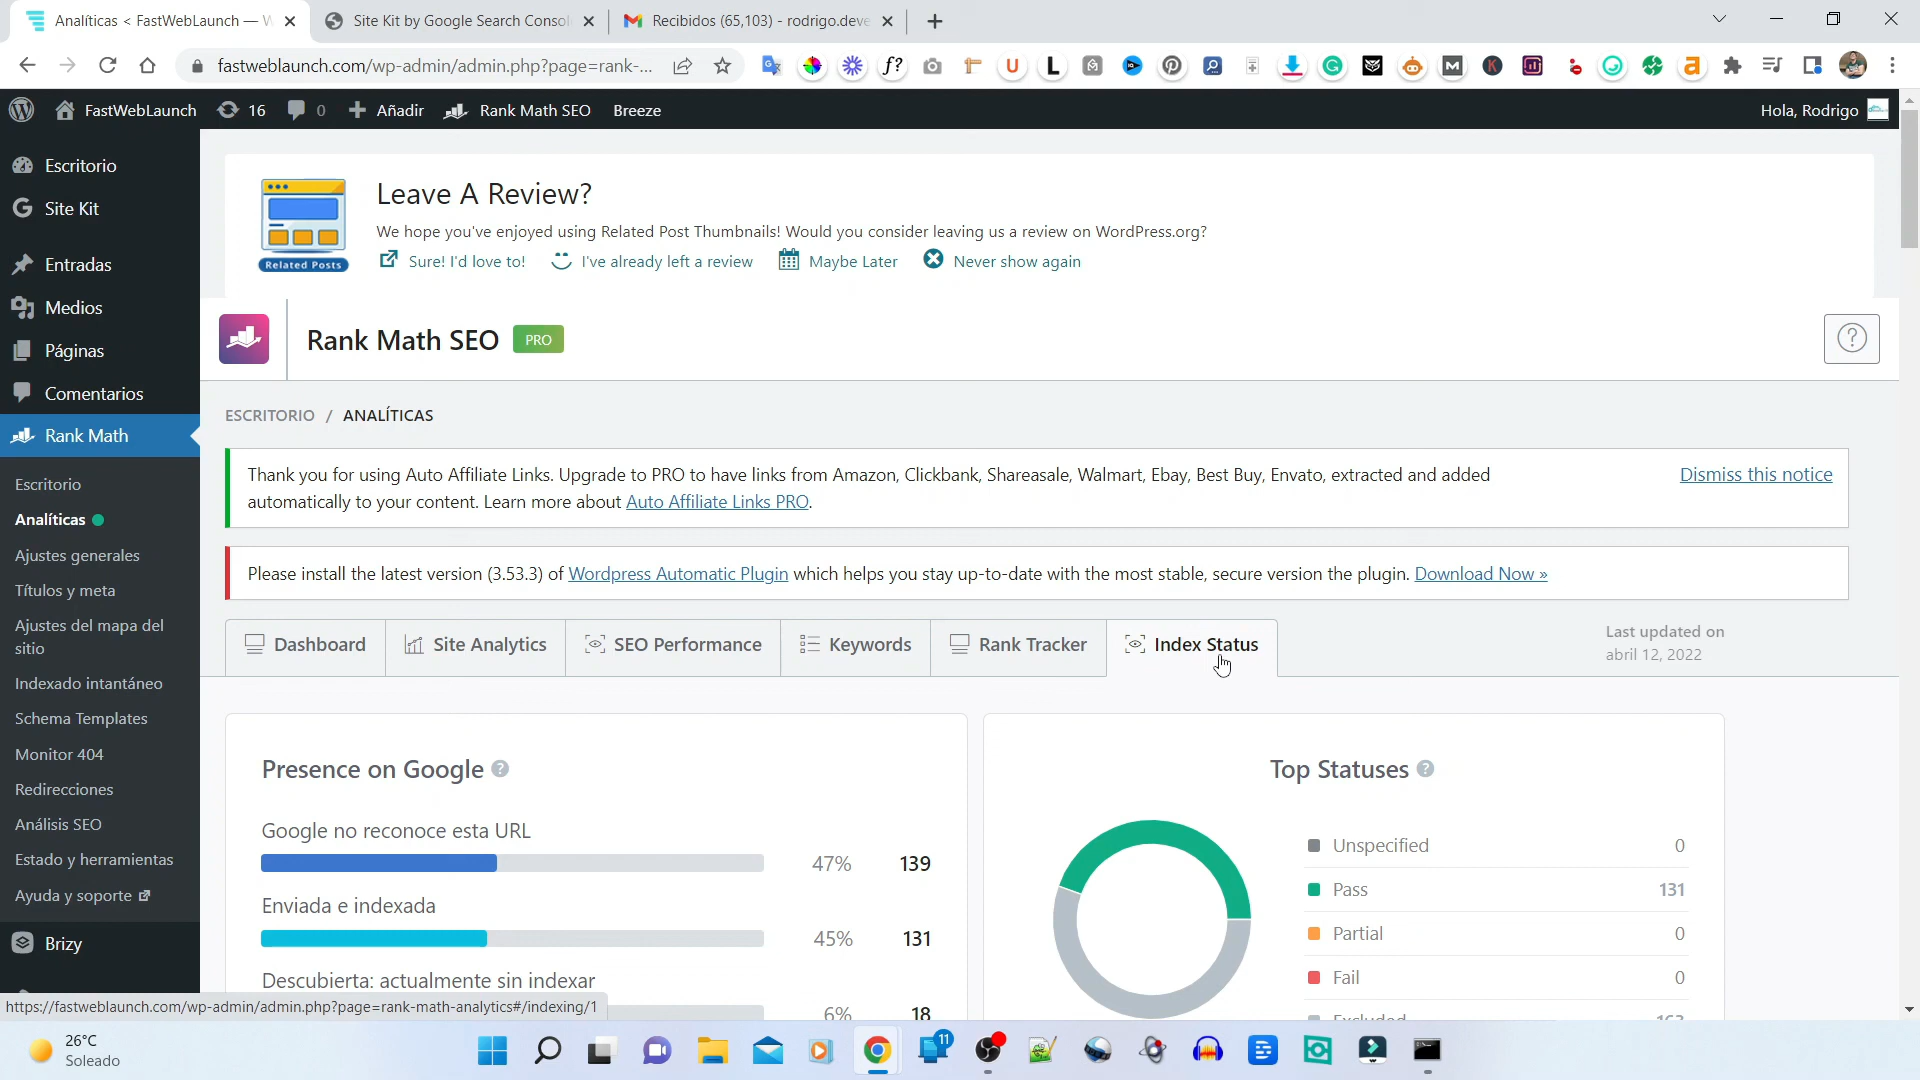 Analíticas < FastWebLaunch — W
Site Kit by Google Search Consol
Recibidos (65,103) - rodrigo.deve
fastweblaunch.com/wp-admin/admin.php?page=rank-...
FastWebLaunch
16
0
Añadir
Rank Math SEO
Breeze
Hola, Rodrigo
Escritorio
Site Kit
Entradas
Medios
Páginas
Comentarios
Rank Math
Escritorio
Analíticas
Ajustes generales
Títulos y meta
Ajustes del mapa del
sitio
Indexado intantáneo
Schema Templates
Monitor 404
Redirecciones
Análisis SEO
Estado y herramientas
Ayuda y soporte
Brizy
Related Posts
Leave A Review?
We hope you've enjoyed using Related Post Thumbnails! Would you consider leaving us a review on WordPress.org?
Sure! I'd love to!
I've already left a review
Maybe Later
Never show again
Rank Math SEO
PRO
ESCRITORIO / ANALÍTICAS
Thank you for using Auto Affiliate Links. Upgrade to PRO to have links from Amazon, Clickbank, Shareasale, Walmart, Ebay, Best Buy, Envato, extracted and added
automatically to your content. Learn more about Auto Affiliate Links PRO.
Dismiss this notice
Please install the latest version (3.53.3) of Wordpress Automatic Plugin which helps you stay up-to-date with the most stable, secure version the plugin. Download Now »
Dashboard
Site Analytics
SEO Performance
Keywords
Rank Tracker
Index Status
Last updated on
abril 12, 2022
Presence on Google
Google no reconoce esta URL
47% 139
Enviada e indexada
45% 131
Descubierta: actualmente sin indexar
6% 18
Top Statuses
Unspecified 0
Pass 131
Partial 0
Fail 0
Excluded 163
https://fastweblaunch.com/wp-admin/admin.php?page=rank-math-analytics#/indexing/1
26°C
Soleado
11